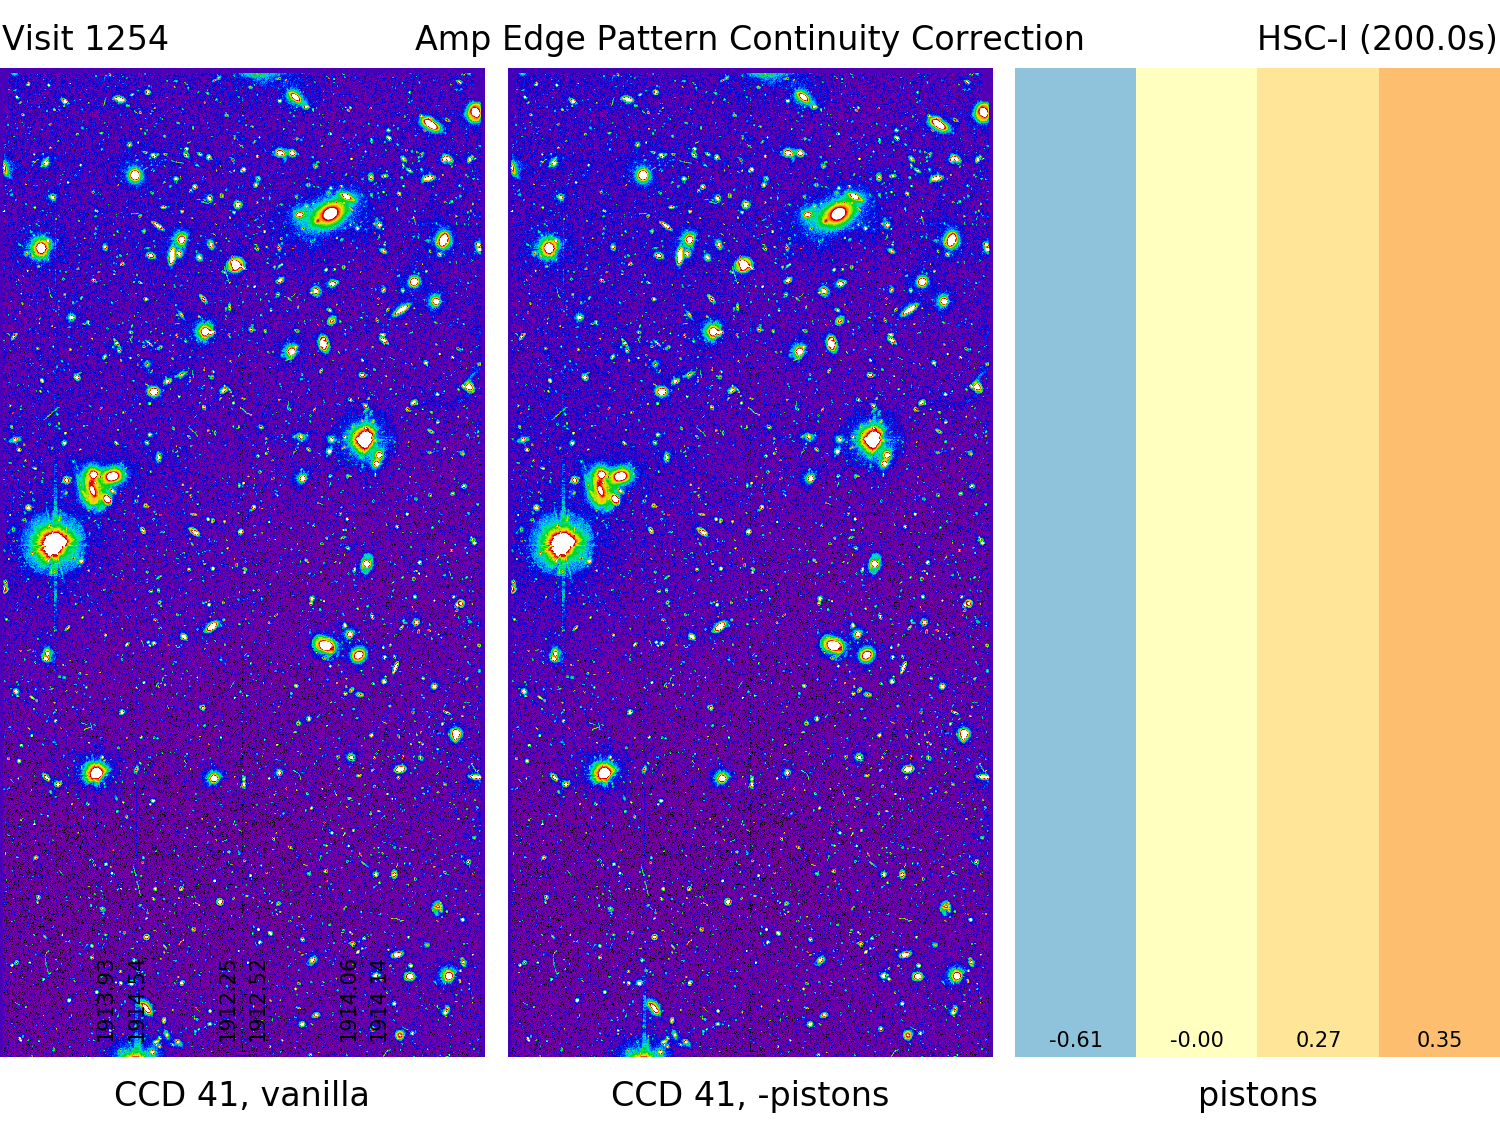 Visit 1254
Amp Edge Pattern Continuity Correction
HSC-I (200.0s)
1913.93
1914.54
1912.25
1912.52
1914.06
1914.14
-0.61
-0.00
0.27
0.35
CCD 41, vanilla
CCD 41, -pistons
pistons